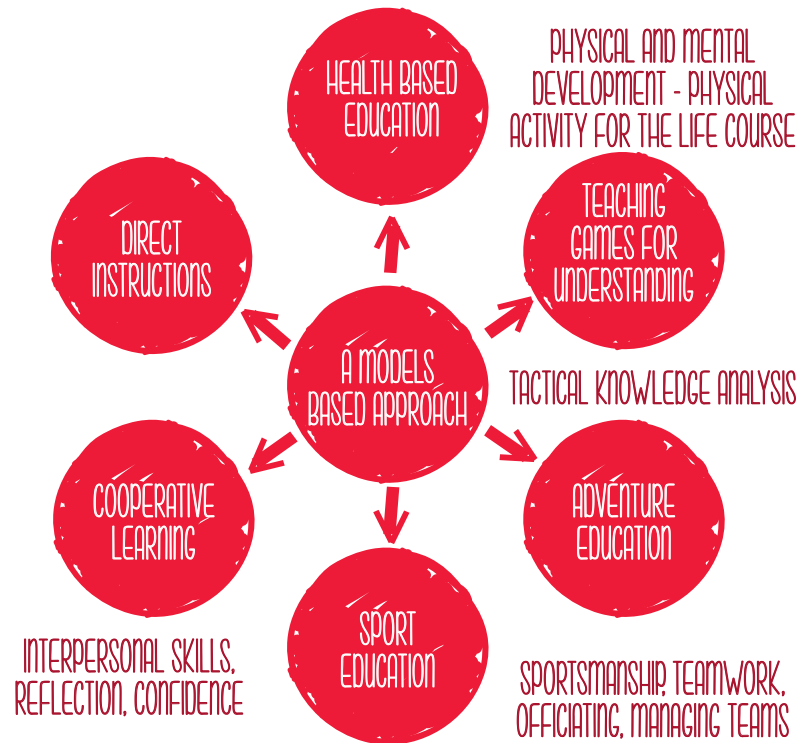 HEALTH BASED
EDUCATION
PHYSICAL AND MENTAL
DEVELOPMENT - PHYSICAL
ACTIVITY FOR THE LIFE COURSE
DIRECT
INSTRUCTIONS
TEACHING
GAMES FOR
UNDERSTANDING
A MODELS
BASED APPROACH
TACTICAL KNOWLEDGE ANALYSIS
COOPERATIVE
LEARNING
ADVENTURE
EDUCATION
SPORT
EDUCATION
INTERPERSONAL SKILLS,
REFLECTION, CONFIDENCE
SPORTSMANSHIP, TEAMWORK,
OFFICIATING, MANAGING TEAMS